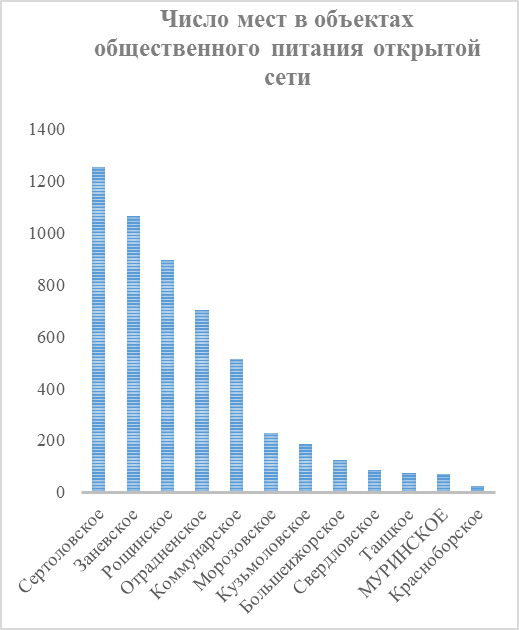 Число мест в объектах
общественного питания открытой
сети
1400
1200
1000
800
600
400
200
0
Сертоловское
Заневское
Рощинское
Отрадненское
Коммунарское
Морозовское
Кузьмоловское
Большеижорское
Свердловское
Таицкое
МУРИНСКОЕ
Красноборское